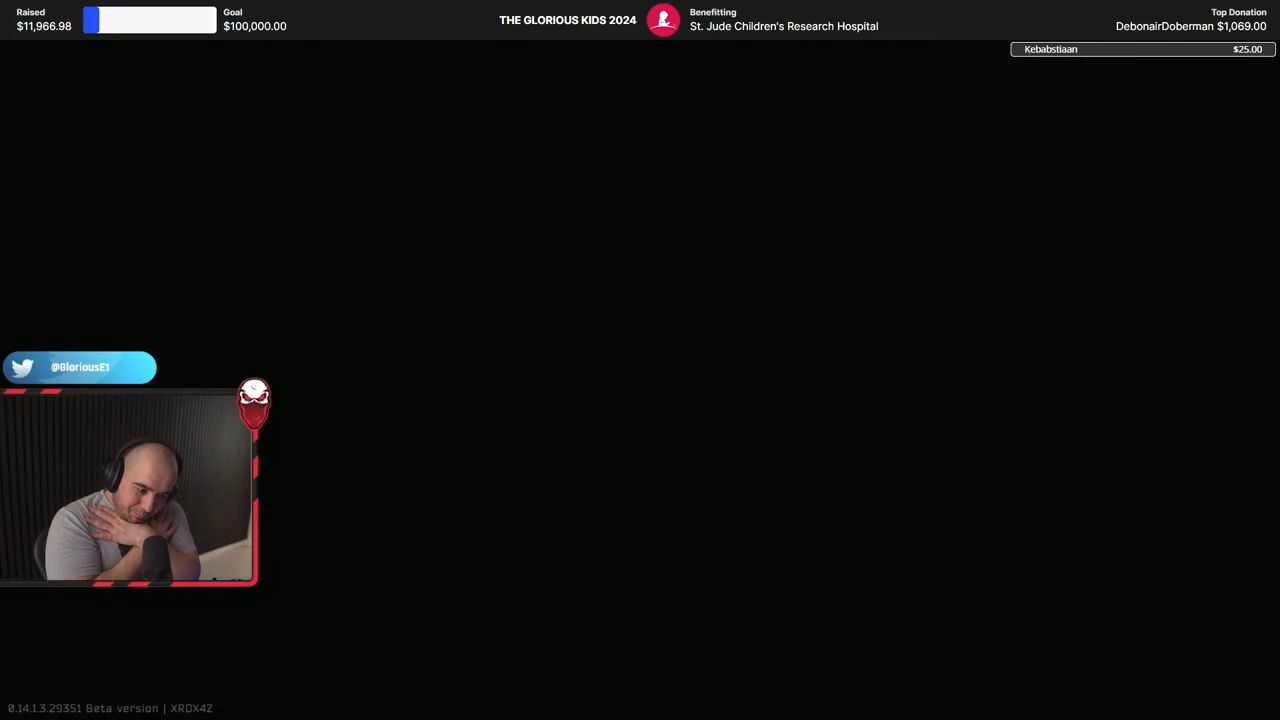 Raised
$11,966.98
Goal
$100,000.00
THE GLORIOUS KIDS 2024
Benefitting
St. Jude Children's Research Hospital
Top Donation
DebonairDoberman $1,069.00
Kebabstiaan $25.00
@GloriousE1
0.14.1.3.29351 Beta version | XRDX4Z